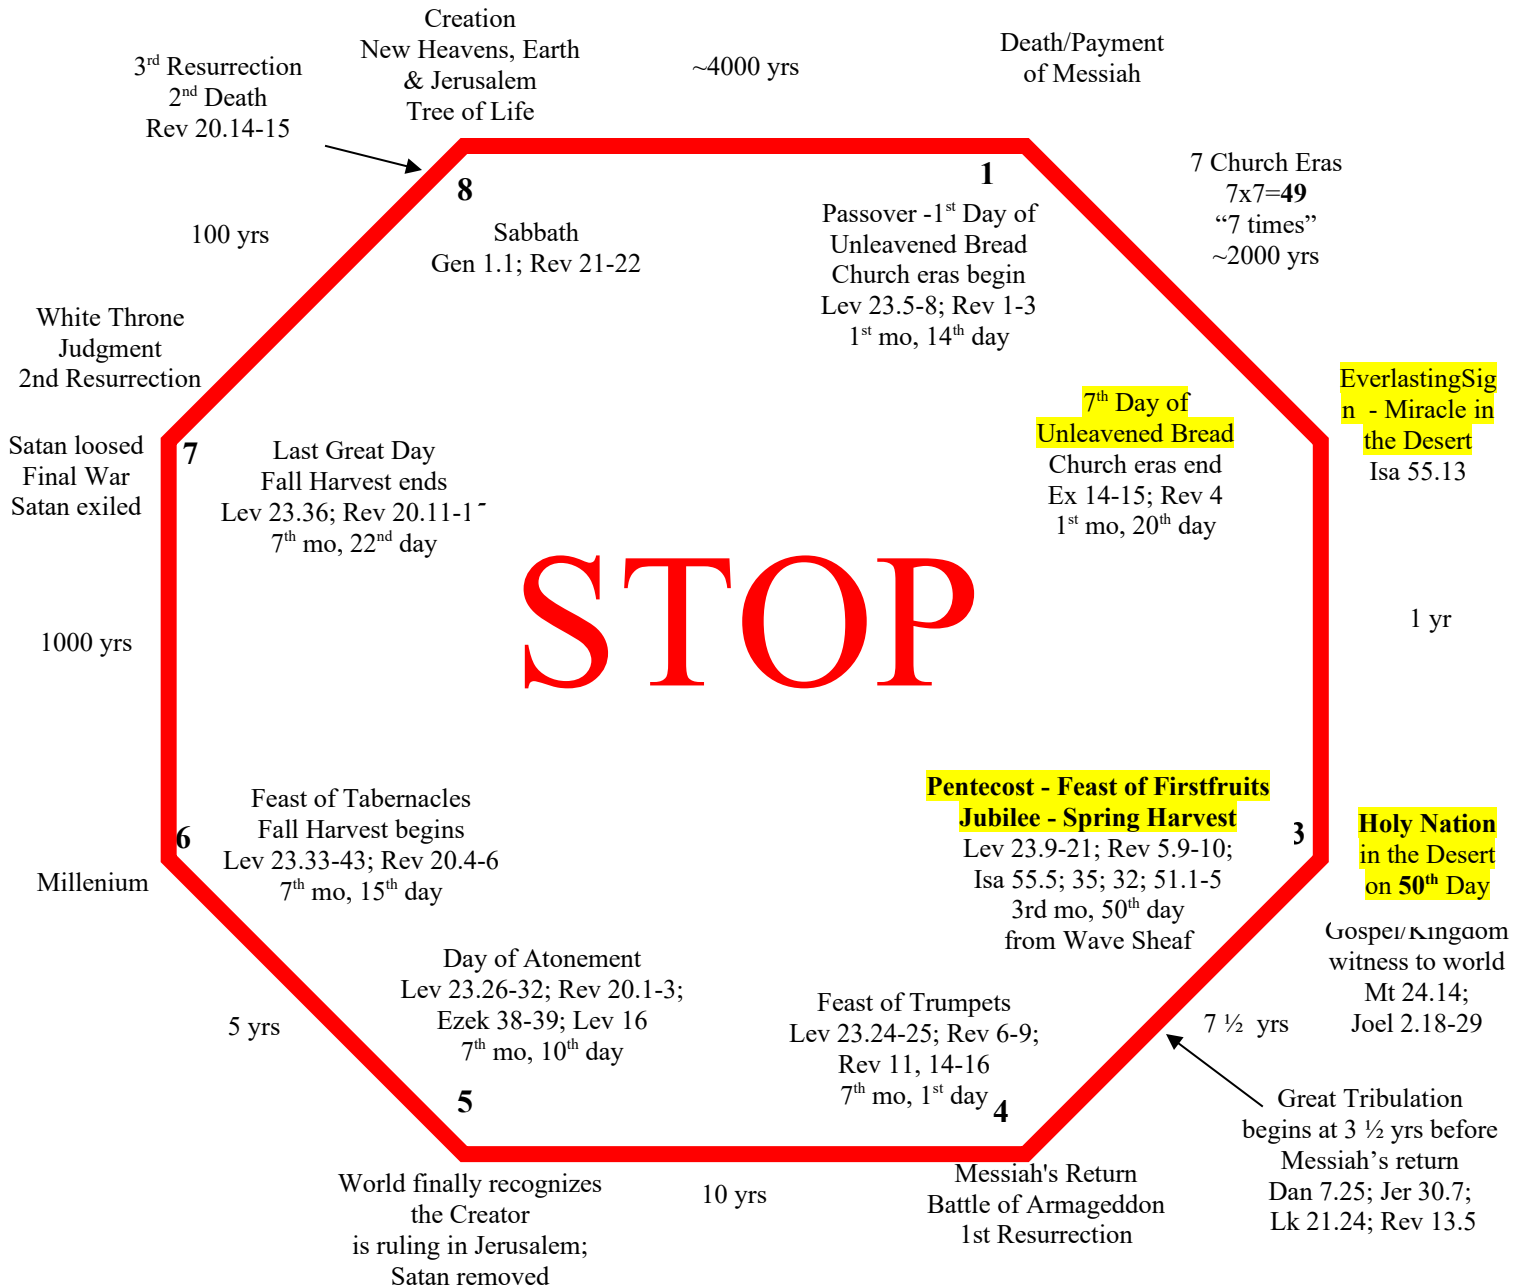 Creation
New Heavens, Earth
& Jerusalem
Tree of Life
~4000 yrs
Death/Payment
of Messiah
3rd Resurrection
2nd Death
Rev 20.14-15
8
1
7 Church Eras
7x7=49
“7 times”
~2000 yrs
100 yrs
Sabbath
Gen 1.1; Rev 21-22
Passover -1st Day of
Unleavened Bread
Church eras begin
Lev 23.5-8; Rev 1-3
1st mo, 14th day
White Throne
Judgment
2nd Resurrection
EverlastingSig
n - Miracle in
the Desert
Isa 55.13
7th Day of
Unleavened Bread
Church eras end
Ex 14-15; Rev 4
1st mo, 20th day
Satan loosed
Final War
Satan exiled
7
Last Great Day
Fall Harvest ends
Lev 23.36; Rev
7th mo, 22nd day
STOP
1000 yrs
1 yr
Feast of Tabernacles
Fall Harvest begins
Lev 23.33-43; Rev 20.4-6
7th mo, 15th day
6
Millenium
Pentecost - Feast of Firstfruits
Jubilee - Spring Harvest
Lev 23.9-21; Rev 5.9-10;
Isa 55.5; 35; 32; 51.1-5
3rd mo, 50th day
from Wave Sheaf
3
Holy Nation
in the Desert
on 50th Day
Gospel/Kingdom
witness to world
Mt 24.14;
Joel 2.18-29
Day of Atonement
Lev 23.26-32; Rev 20.1-3;
Ezek 38-39; Lev 16
7th mo, 10th day
5 yrs
5
Feast of Trumpets
Lev 23.24-25; Rev 6-9;
Rev 11, 14-16
7th mo, 1st day
4
7 ½ yrs
Great Tribulation
begins at 3 ½ yrs before
Messiah’s return
Dan 7.25; Jer 30.7;
Lk 21.24; Rev 13.5
World finally recognizes
the Creator
is ruling in Jerusalem;
Satan removed
10 yrs
Messiah's Return
Battle of Armageddon
1st Resurrection